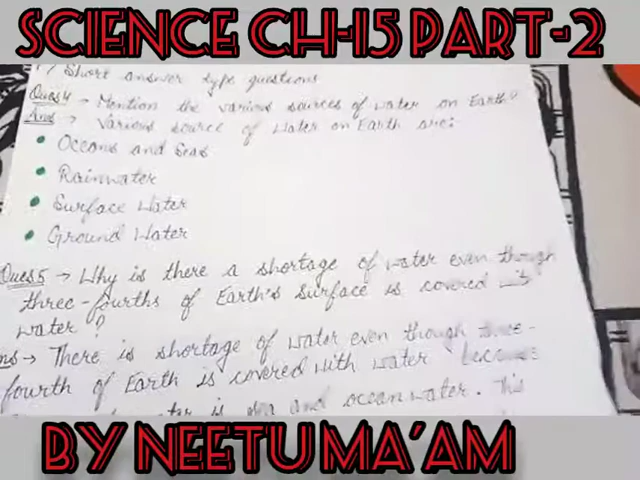 SCIENCE CH-15 PART-2
Short answer type questions
Ques4 → Mention the various sources of water on Earth?
Ans → Various source of water on Earth are:
• Oceans and Seas
• Rainwater
• Surface Water
• Ground Water
Ques5 → Why is there a shortage of water even though
three-fourths of Earth's surface is covered with
water?
ns → There is shortage of water even though three-
fourth of Earth is covered with water because
is sea and ocean water. This
BY NEETU MA'AM